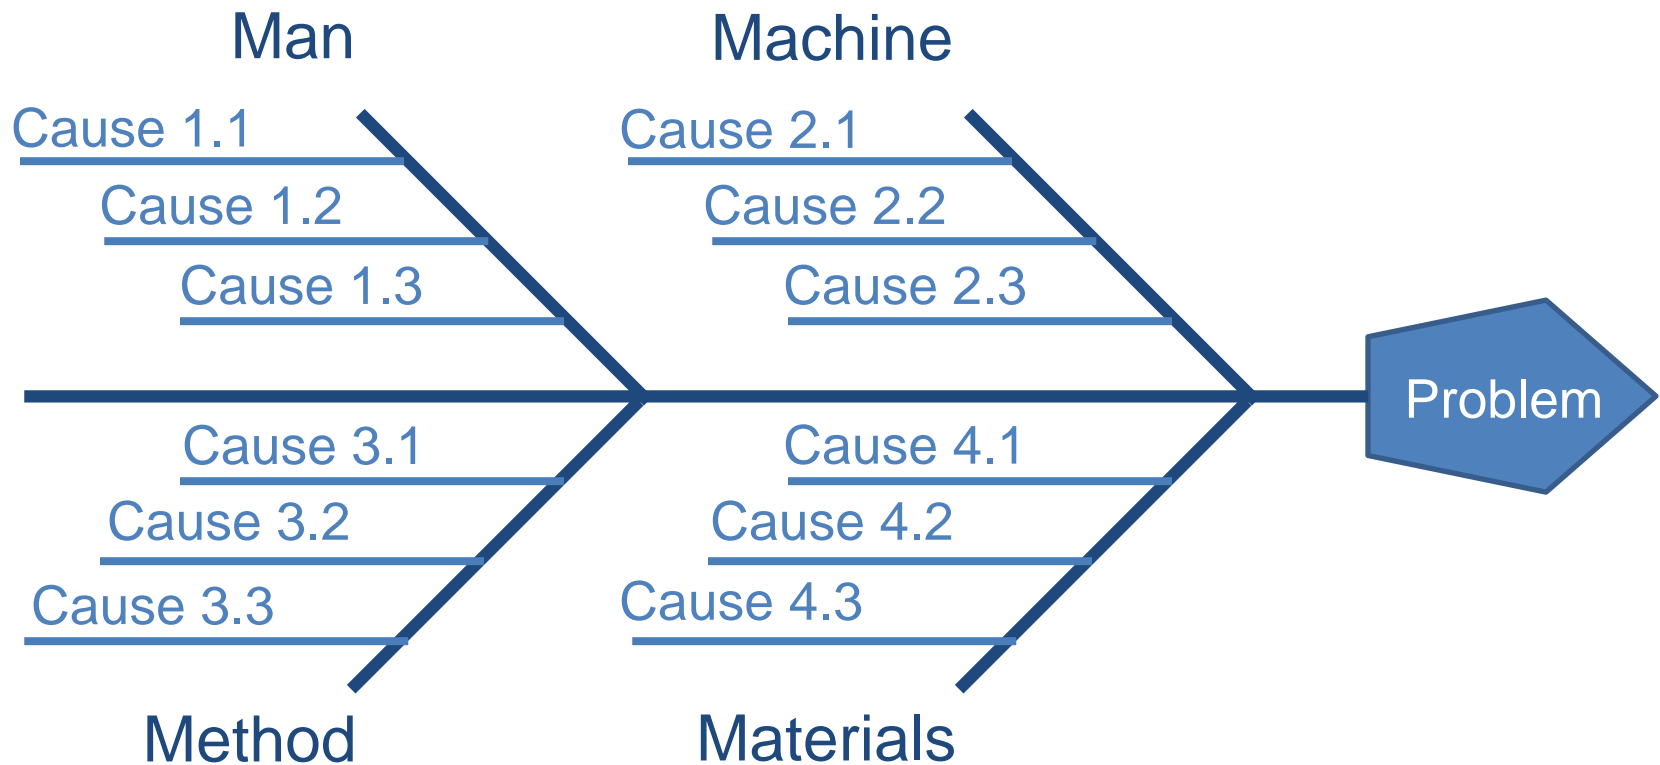 Man
Machine
Cause 1.1
Cause 2.1
Cause 1.2
Cause 2.2
Cause 1.3
Cause 2.3
Problem
Cause 3.1
Cause 4.1
Cause 3.2
Cause 4.2
Cause 3.3
Cause 4.3
Method
Materials